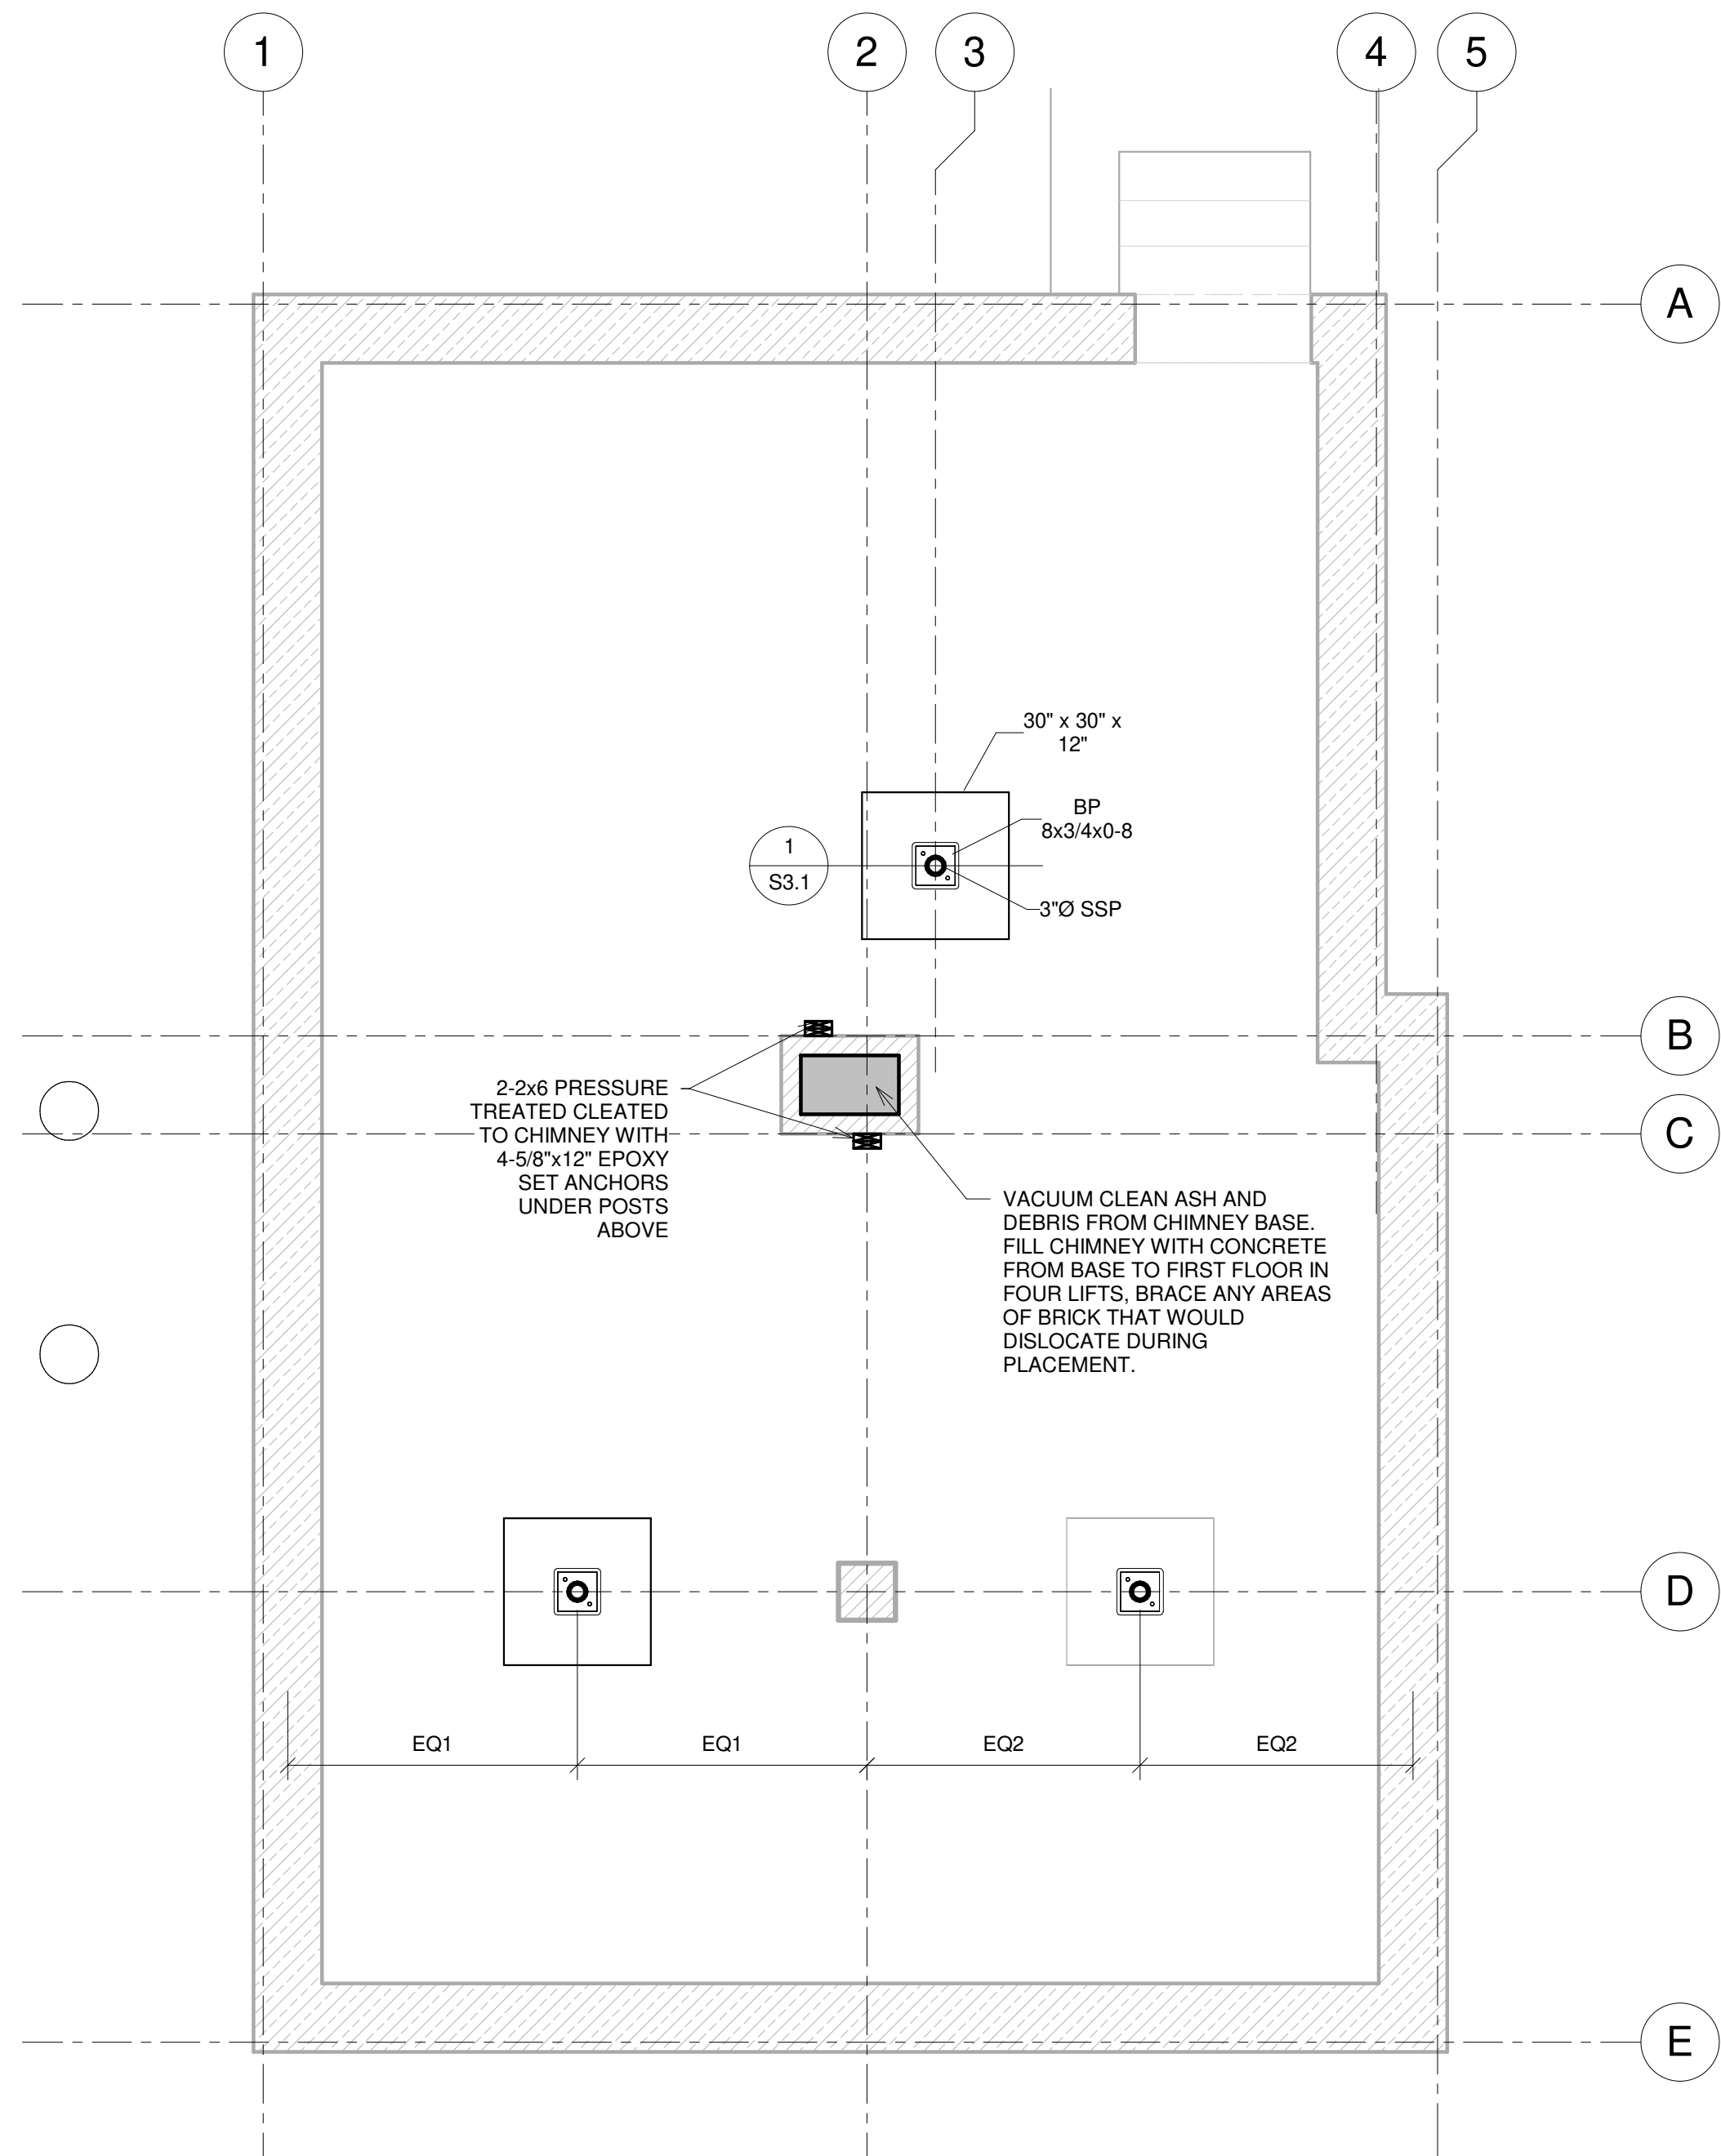 1
2
3
4
5
A
30" x 30" x
12"
BP
8x3/4x0-8
1
S3.1
3"Ø SSP
B
2-2x6 PRESSURE
TREATED CLEATED
TO CHIMNEY WITH
4-5/8"x12" EPOXY
SET ANCHORS
UNDER POSTS
ABOVE
C
VACUUM CLEAN ASH AND
DEBRIS FROM CHIMNEY BASE.
FILL CHIMNEY WITH CONCRETE
FROM BASE TO FIRST FLOOR IN
FOUR LIFTS, BRACE ANY AREAS
OF BRICK THAT WOULD
DISLOCATE DURING
PLACEMENT.
D
EQ1
EQ1
EQ2
EQ2
E